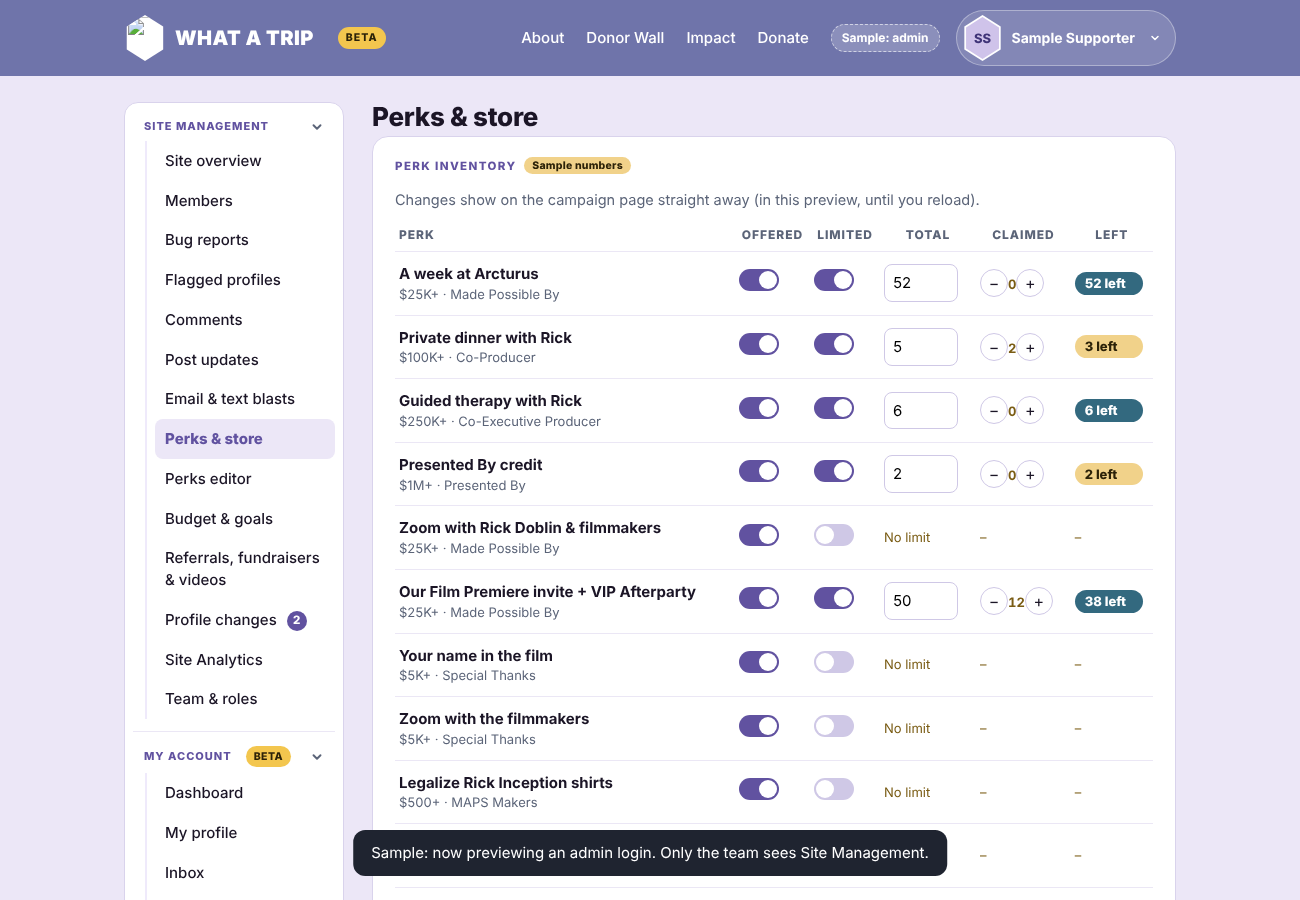 WHAT A TRIP BETA
About Donor Wall Impact Donate Sample: admin SS Sample Supporter
SITE MANAGEMENT
Site overview
Members
Bug reports
Flagged profiles
Comments
Post updates
Email & text blasts
Perks & store
Perks editor
Budget & goals
Referrals, fundraisers
& videos
Profile changes 2
Site Analytics
Team & roles
MY ACCOUNT BETA
Dashboard
My profile
Inbox
Perks & store
PERK INVENTORY Sample numbers
Changes show on the campaign page straight away (in this preview, until you reload).
PERK OFFERED LIMITED TOTAL CLAIMED LEFT
A week at Arcturus
$25K+ · Made Possible By
52 − 0 + 52 left
Private dinner with Rick
$100K+ · Co-Producer
5 − 2 + 3 left
Guided therapy with Rick
$250K+ · Co-Executive Producer
6 − 0 + 6 left
Presented By credit
$1M+ · Presented By
2 − 0 + 2 left
Zoom with Rick Doblin & filmmakers
$25K+ · Made Possible By
No limit – –
Our Film Premiere invite + VIP Afterparty
$25K+ · Made Possible By
50 − 12 + 38 left
Your name in the film
$5K+ · Special Thanks
No limit – –
Zoom with the filmmakers
$5K+ · Special Thanks
No limit – –
Legalize Rick Inception shirts
$500+ · MAPS Makers
No limit – –
– –
Sample: now previewing an admin login. Only the team sees Site Management.